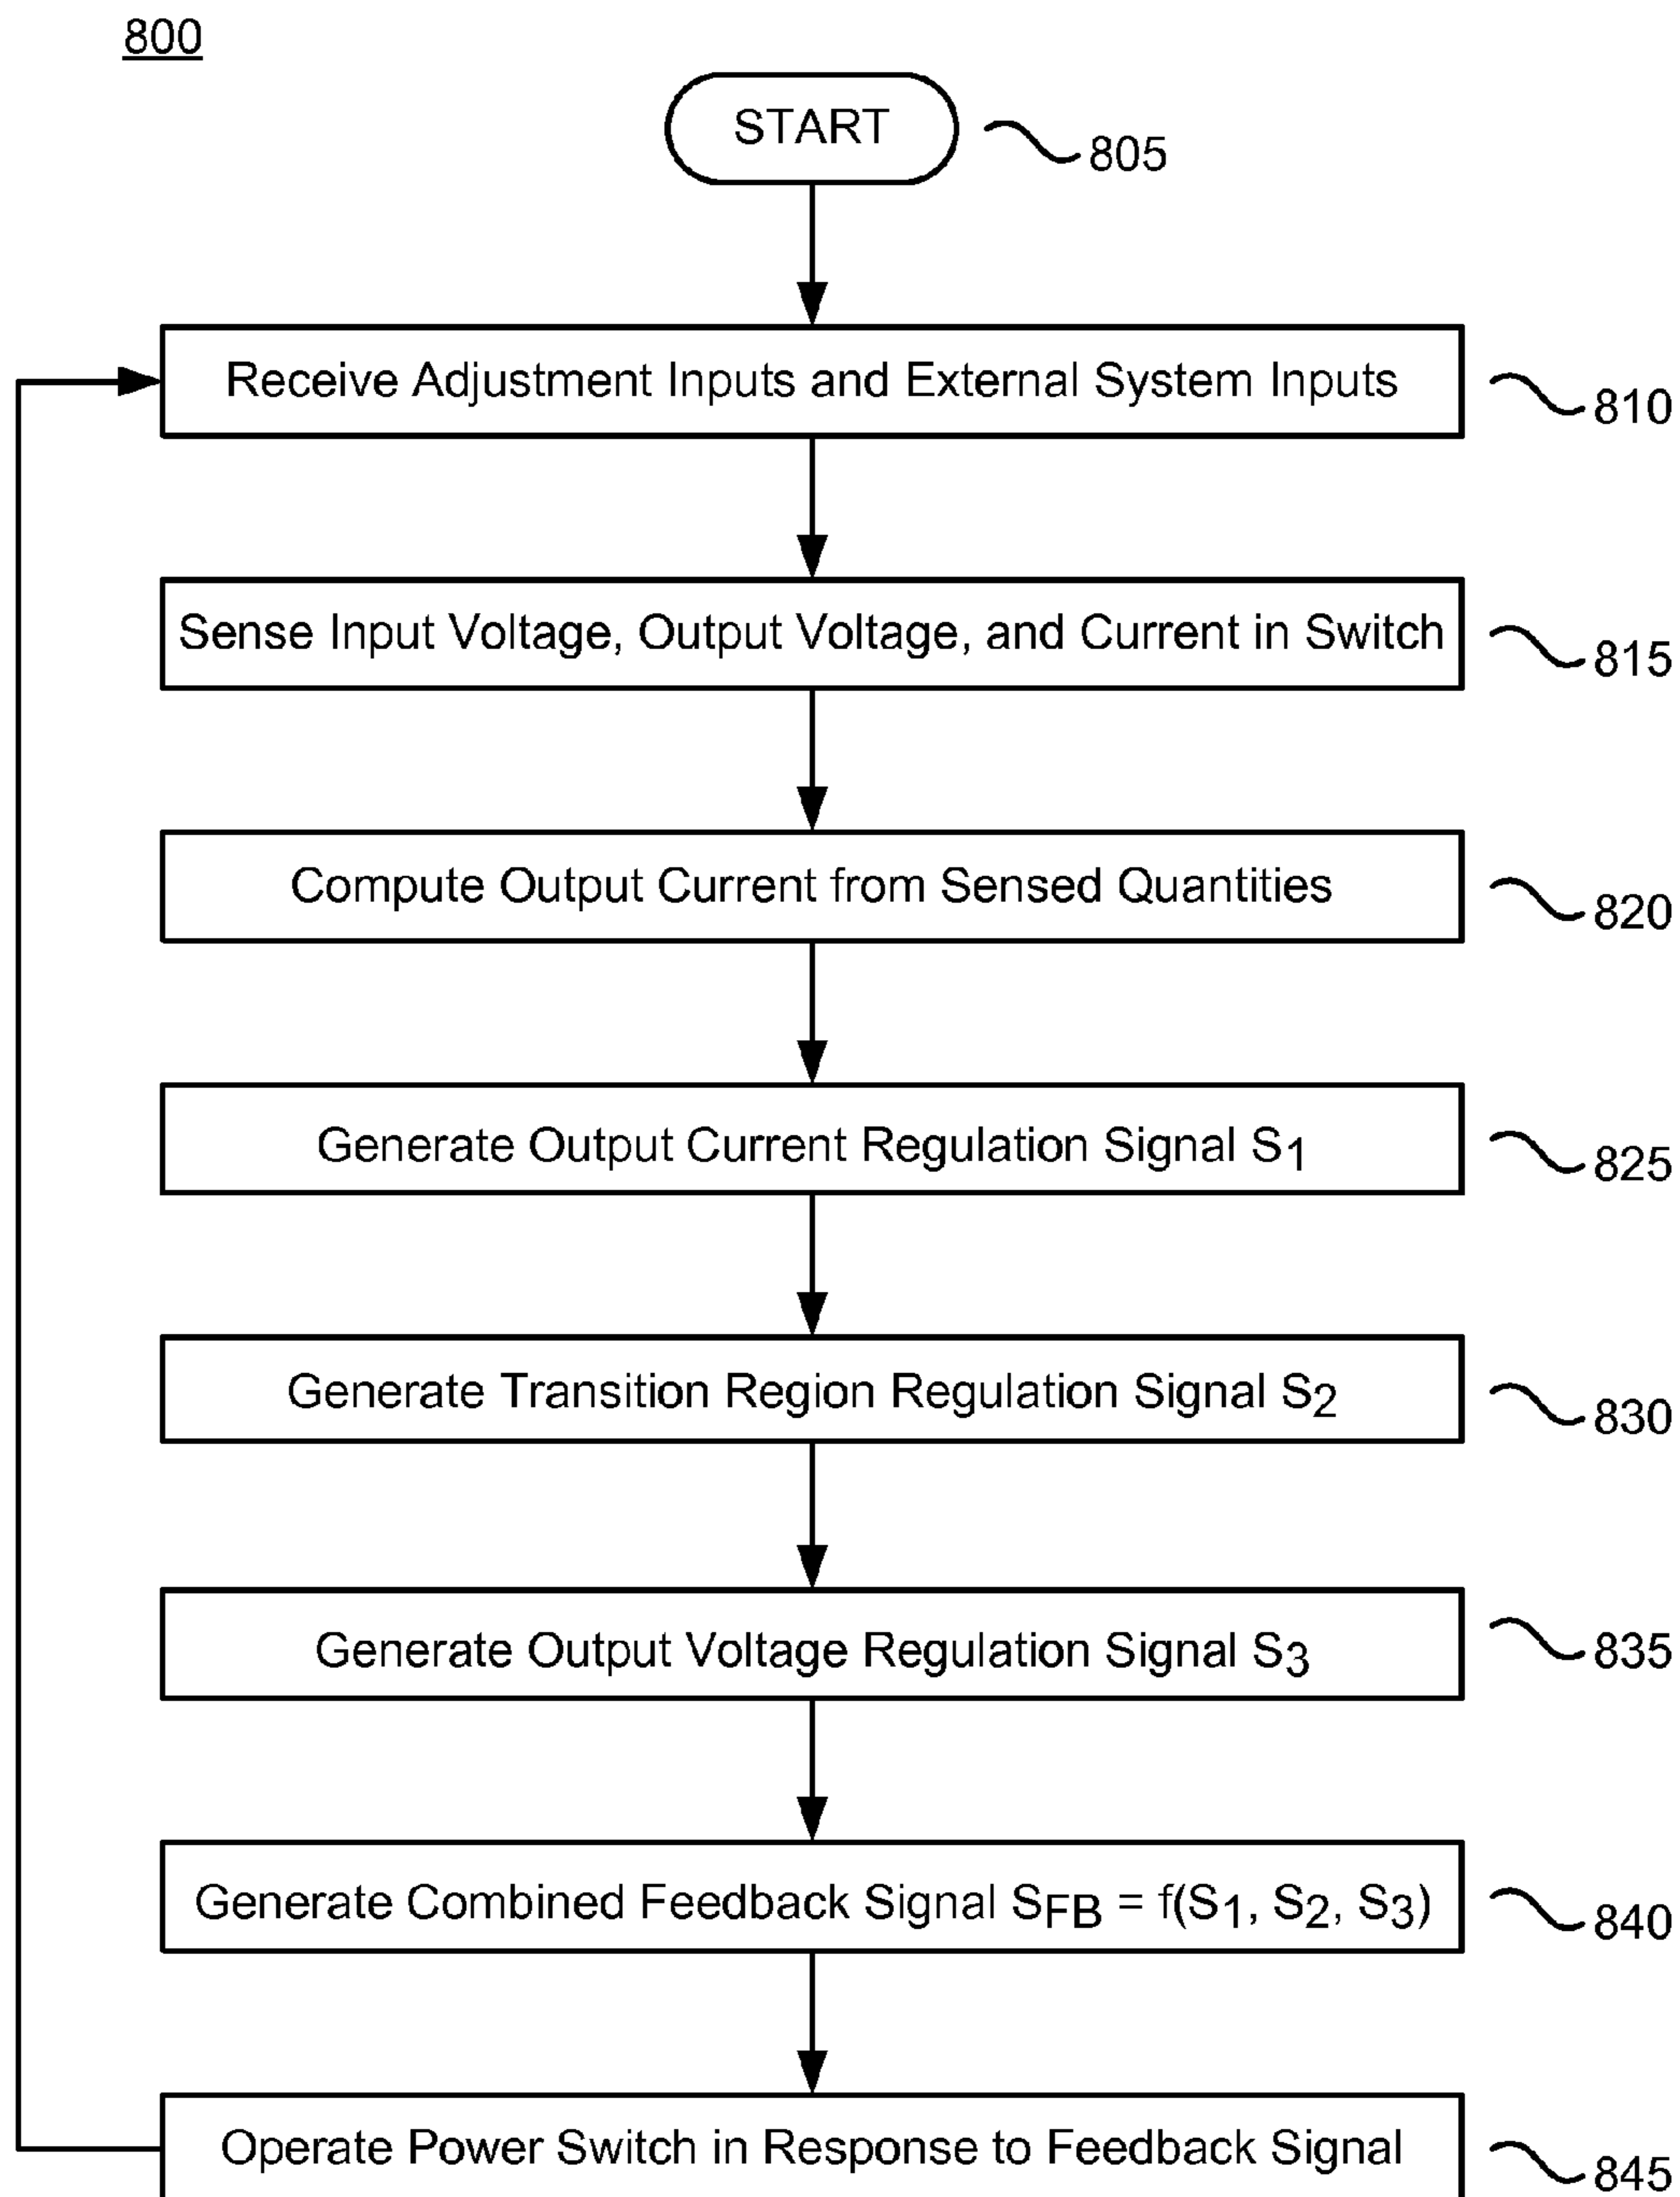 800
START
805
Receive Adjustment Inputs and External System Inputs
810
Sense Input Voltage, Output Voltage, and Current in Switch
815
Compute Output Current from Sensed Quantities
820
Generate Output Current Regulation Signal S1
825
Generate Transition Region Regulation Signal S2
830
Generate Output Voltage Regulation Signal S3
835
Generate Combined Feedback Signal SFB = f(S1, S2, S3)
840
Operate Power Switch in Response to Feedback Signal
845